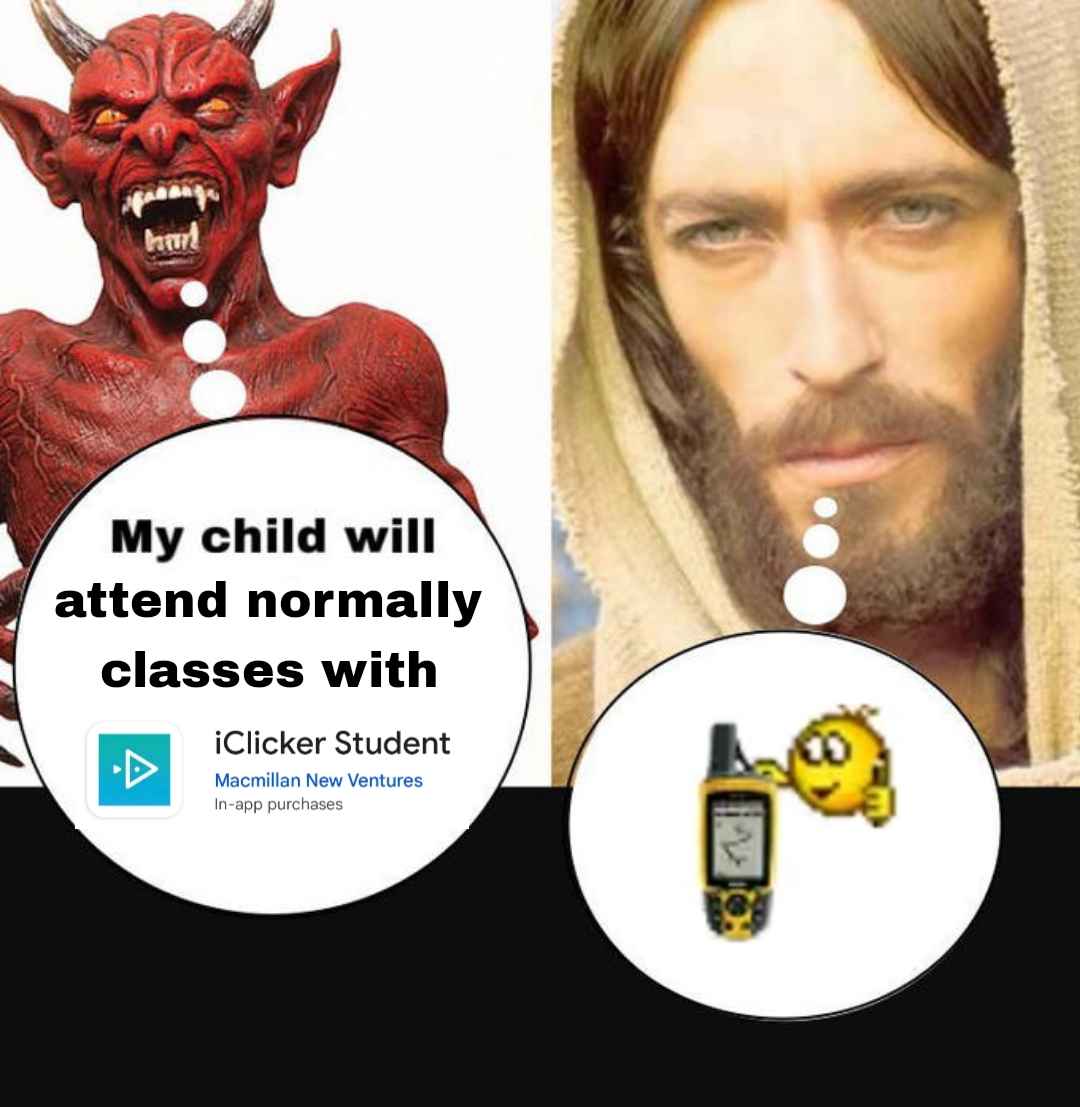 My child will
attend normally
classes with
iClicker Student
Macmillan New Ventures
In-app purchases